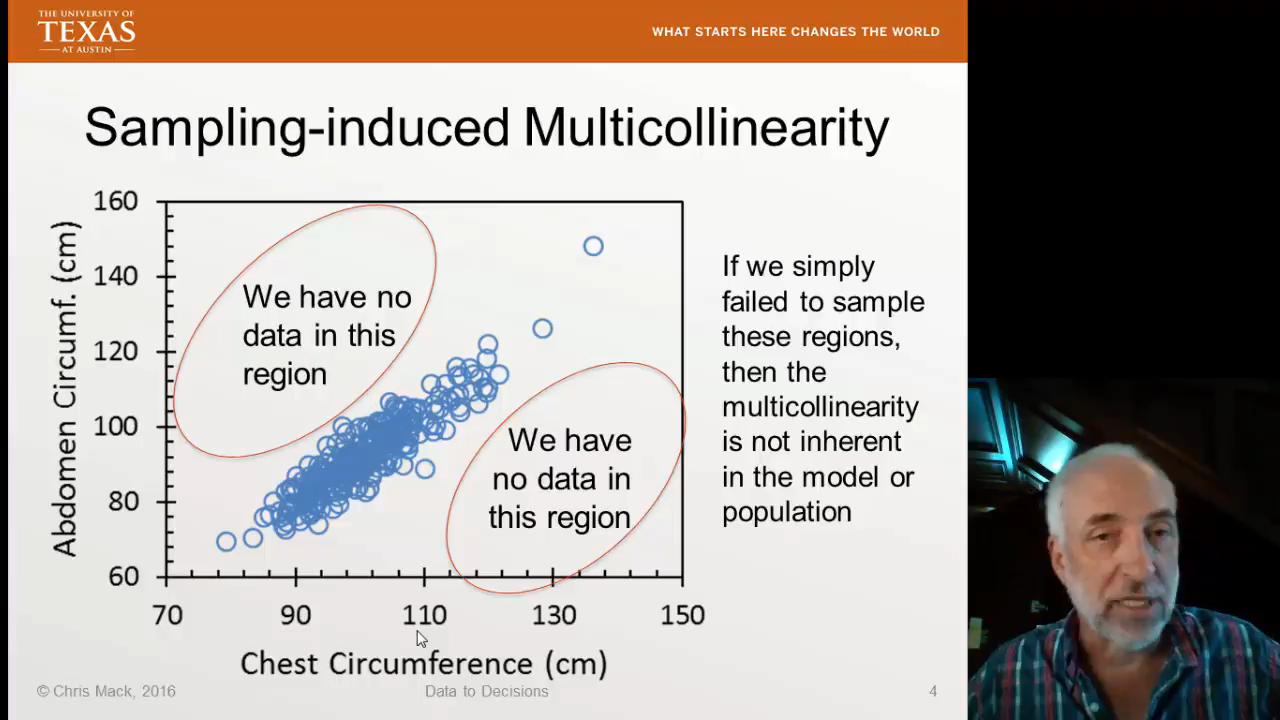 THE UNIVERSITY OF
TEXAS
AT AUSTIN
WHAT STARTS HERE CHANGES THE WORLD
Sampling-induced Multicollinearity
160
140
120
100
80
60
Abdomen Circumf. (cm)
We have no
data in this
region
We have
no data in
this region
70
90
110
130
150
Chest Circumference (cm)
If we simply
failed to sample
these regions,
then the
multicollinearity
is not inherent
in the model or
population
© Chris Mack, 2016
Data to Decisions
4